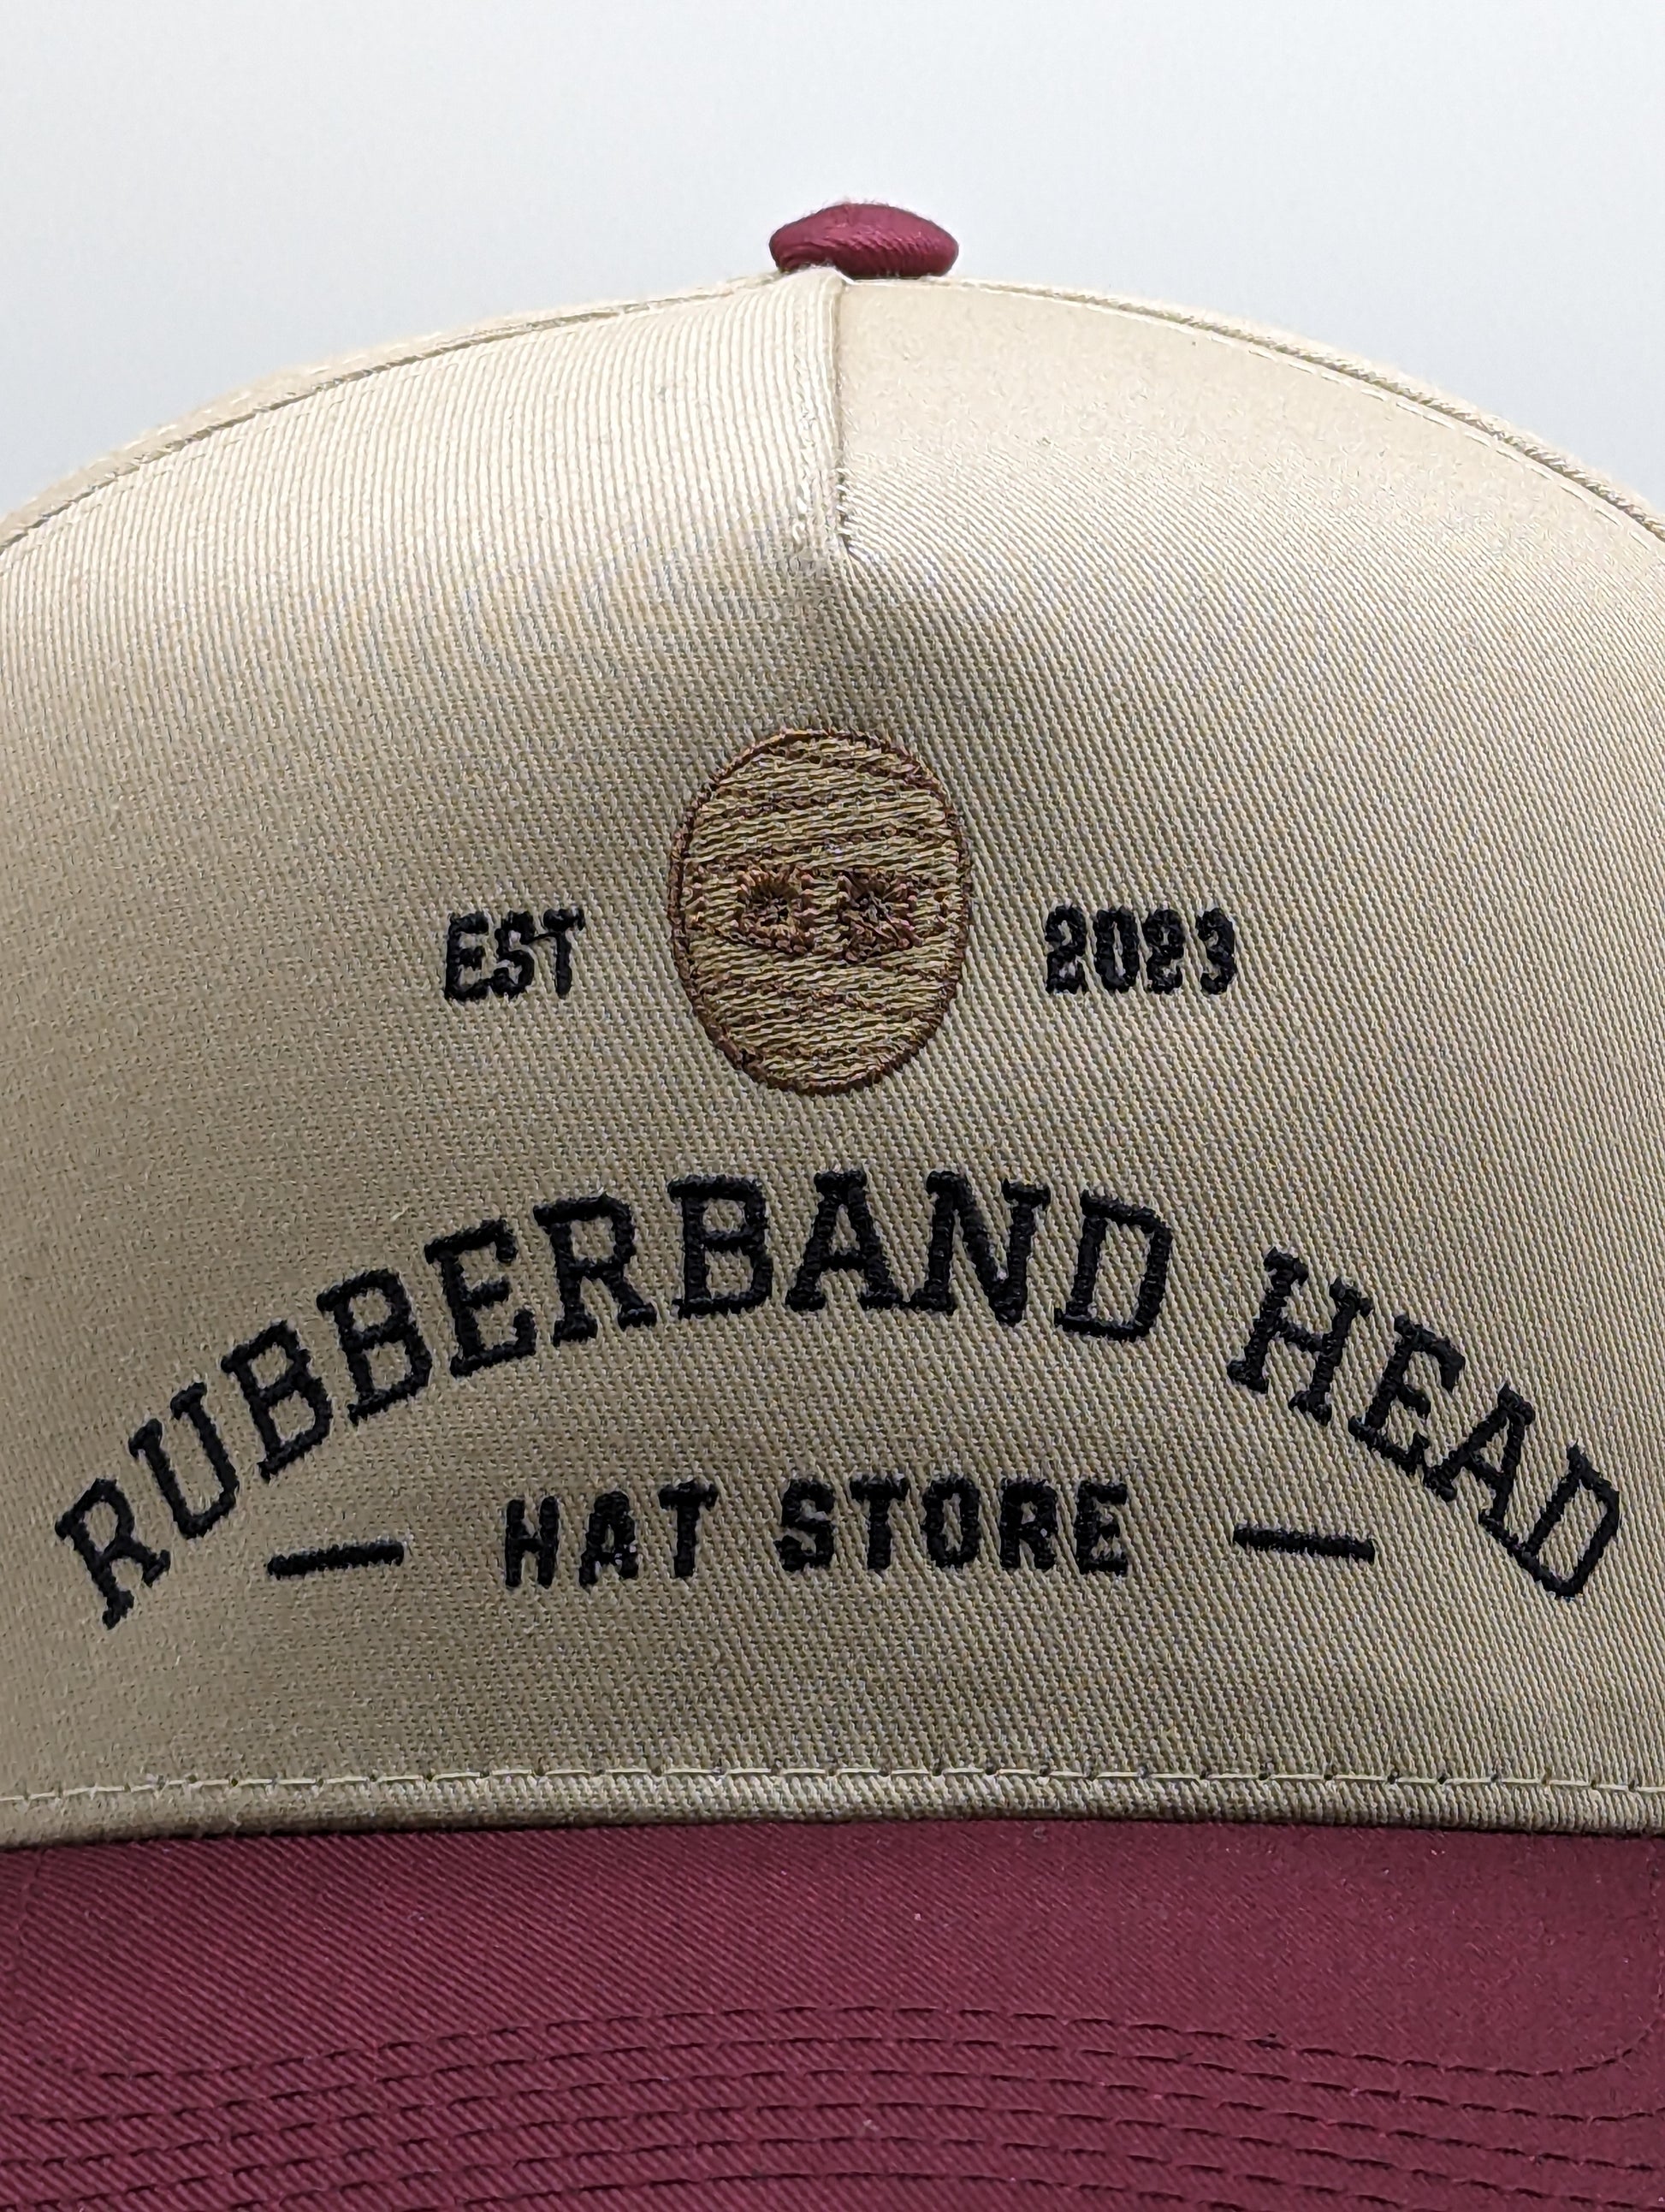 EST 2023
RUBBERBAND HEAD
— HAT STORE —